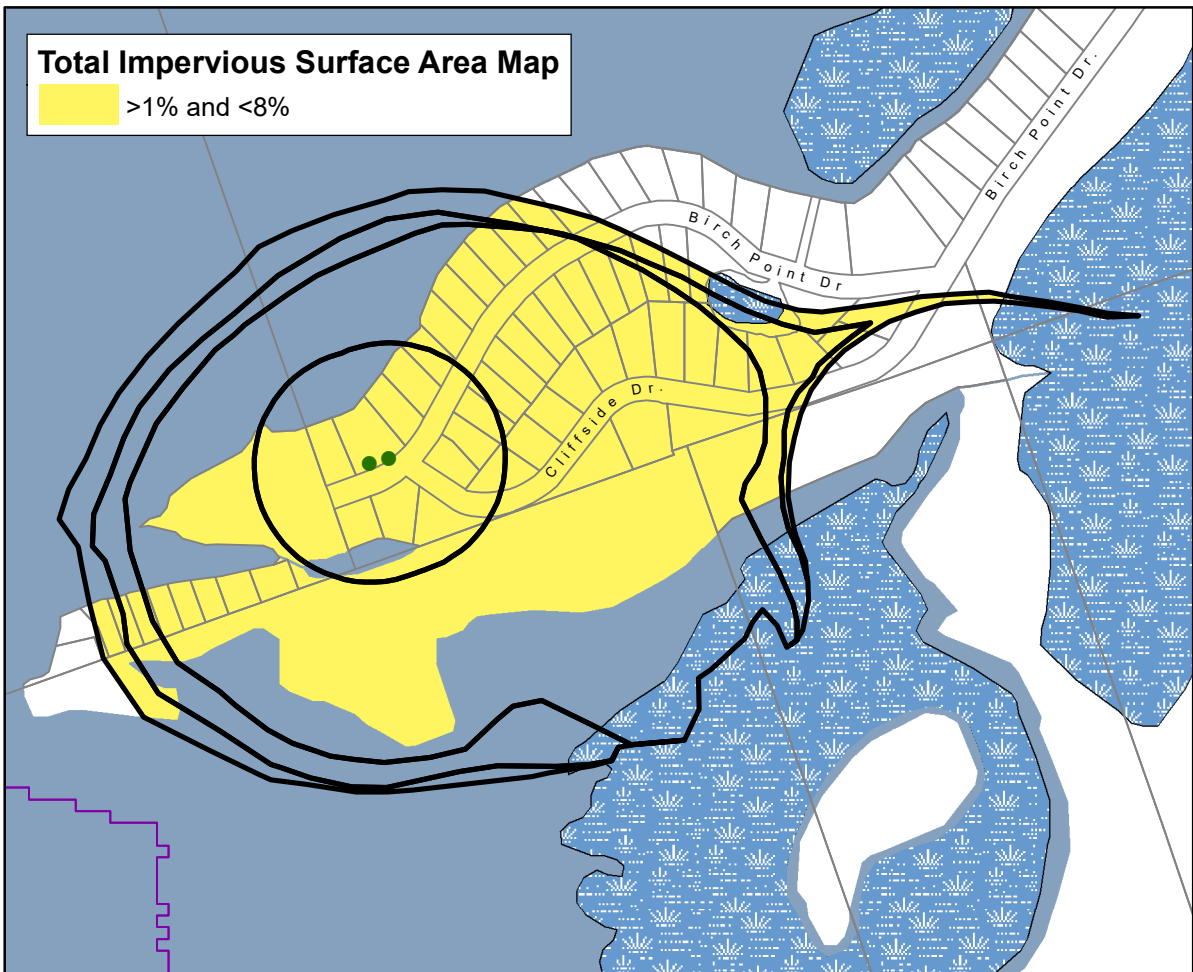 Total Impervious Surface Area Map
>1% and <8%
Birch Point Dr.
Birch Point Dr
Cliffside Dr.